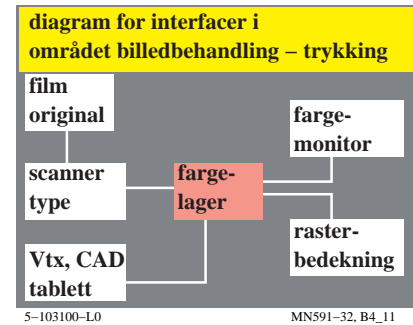 diagram for interfacer i
området billedbehandling – trykking
film
original
farge-
monitor
scanner
type
farge-
lager
raster-
bedekning
Vtx, CAD
tablett
5–103100–L0
MN591–32, B4_11